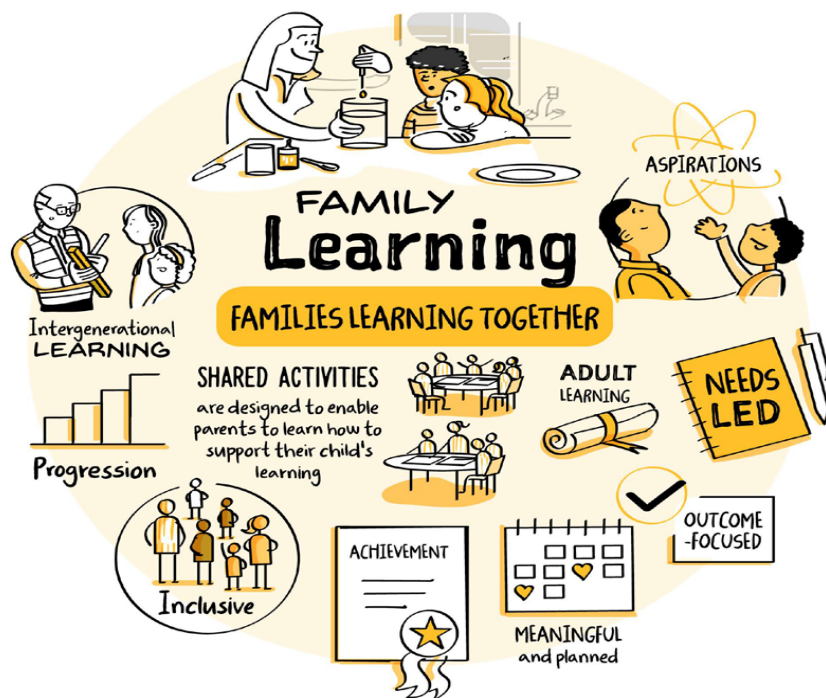 ASPIRATIONS
FAMILY
Learning
FAMILIES LEARNING TOGETHER
Intergenerational
LEARNING
SHARED ACTIVITIES
are designed to enable
parents to learn how to
support their child's
learning
ADULT
LEARNING
NEEDS
LED
Progression
Inclusive
ACHIEVEMENT
MEANINGFUL
and planned
OUTCOME
-FOCUSED